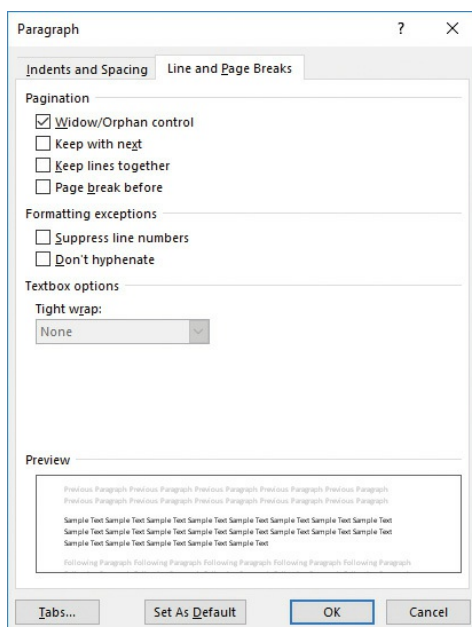 Paragraph ?
Indents and Spacing Line and Page Breaks
Pagination
Widow/Orphan control
Keep with next
Keep lines together
Page break before
Formatting exceptions
Suppress line numbers
Don't hyphenate
Textbox options
Tight wrap:
None
Preview
Previous Paragraph Previous Paragraph Previous Paragraph Previous Paragraph Previous Paragraph
Previous Paragraph Previous Paragraph Previous Paragraph Previous Paragraph Previous Paragraph
Sample Text Sample Text Sample Text Sample Text Sample Text Sample Text Sample Text Sample Text
Sample Text Sample Text Sample Text Sample Text Sample Text Sample Text Sample Text Sample Text
Sample Text Sample Text Sample Text Sample Text Sample Text
Following Paragraph Following Paragraph Following Paragraph Following Paragraph Following Paragraph
Tabs... Set As Default OK Cancel